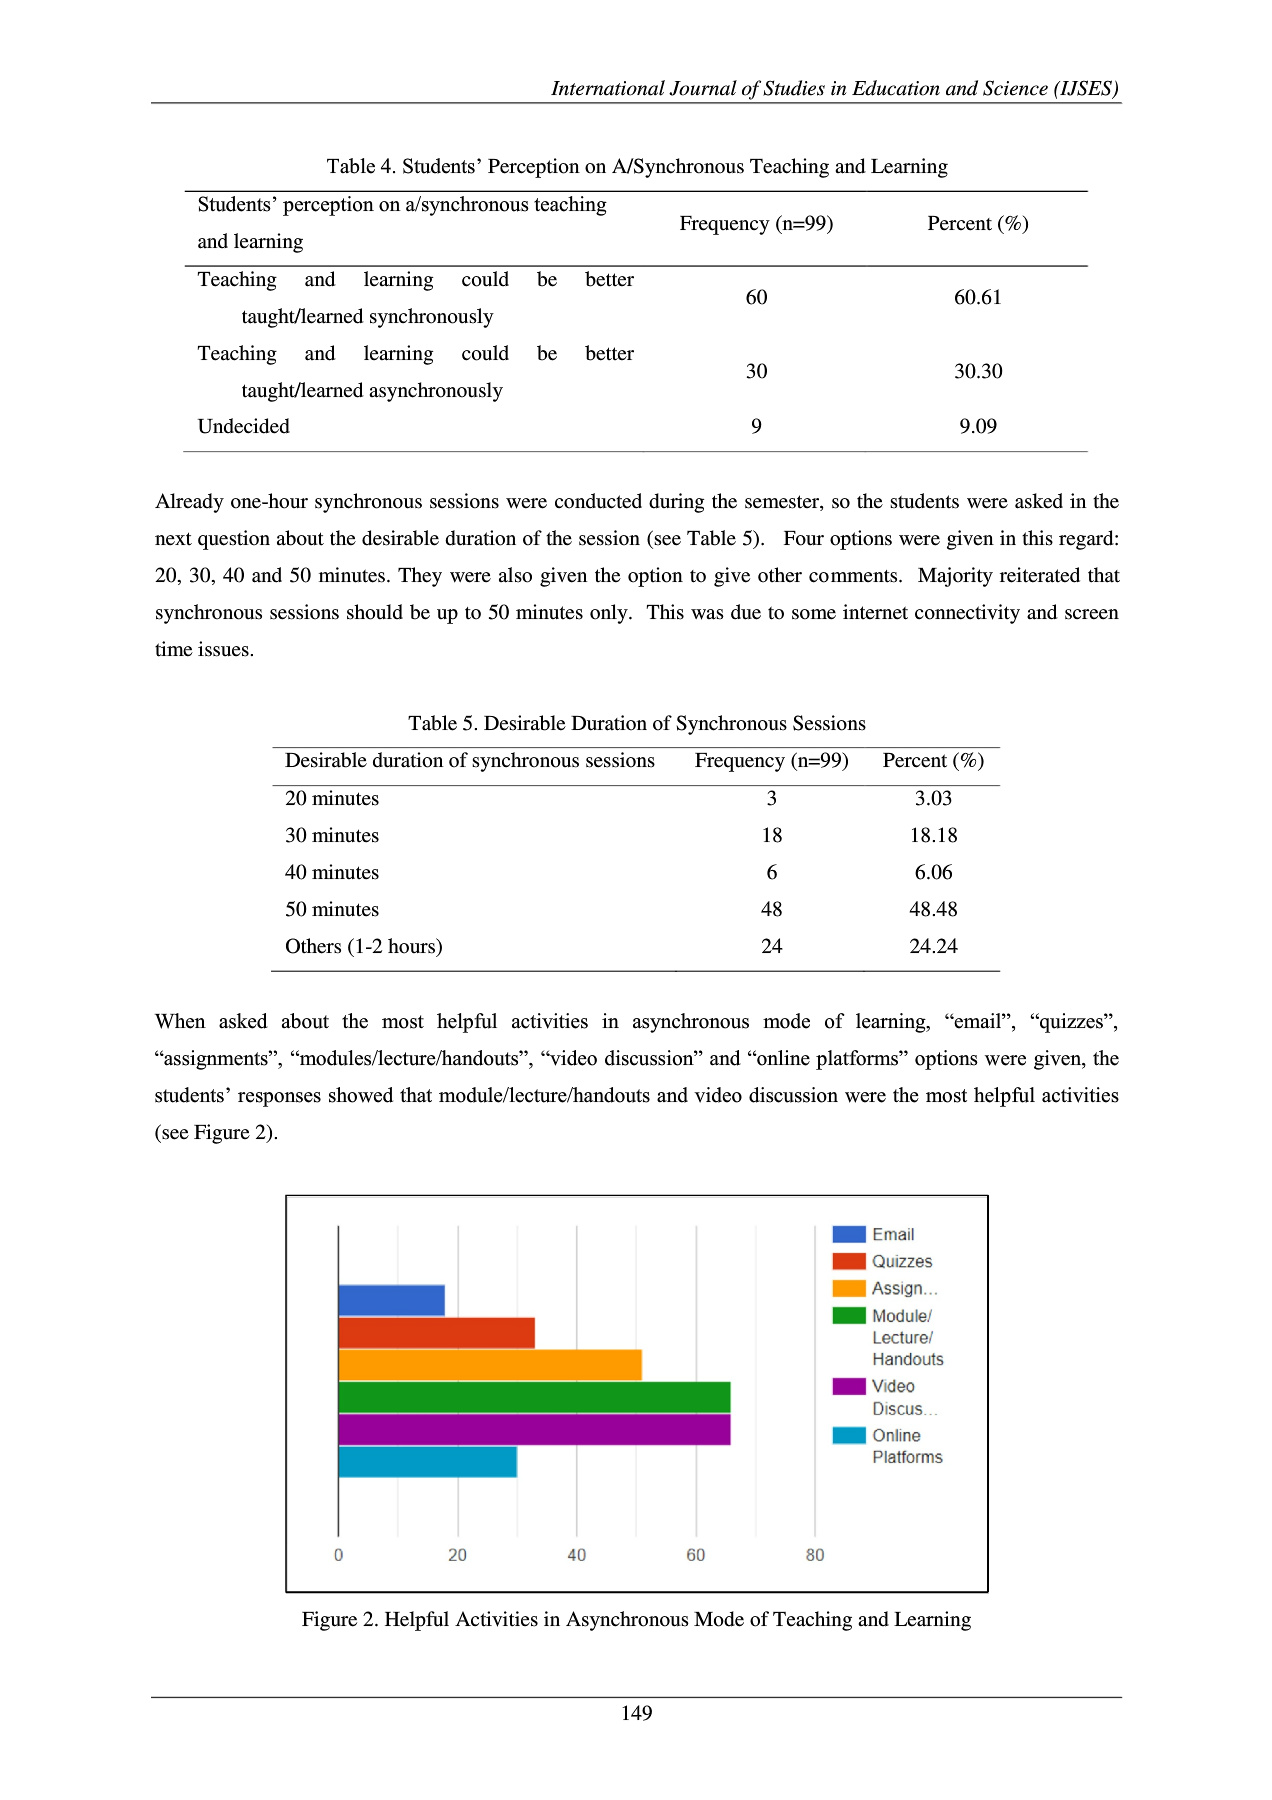 International Journal of Studies in Education and Science (IJSES)
Table 4. Students’ Perception on A/Synchronous Teaching and Learning
Students’ perception on a/synchronous teaching
and learning
Frequency (n=99)
Percent (%)
Teaching and learning could be better
taught/learned synchronously
60
60.61
Teaching and learning could be better
taught/learned asynchronously
30
30.30
Undecided
9
9.09
Already one-hour synchronous sessions were conducted during the semester, so the students were asked in the
next question about the desirable duration of the session (see Table 5). Four options were given in this regard:
20, 30, 40 and 50 minutes. They were also given the option to give other comments. Majority reiterated that
synchronous sessions should be up to 50 minutes only. This was due to some internet connectivity and screen
time issues.
Table 5. Desirable Duration of Synchronous Sessions
Desirable duration of synchronous sessions Frequency (n=99) Percent (%)
20 minutes 3 3.03
30 minutes 18 18.18
40 minutes 6 6.06
50 minutes 48 48.48
Others (1-2 hours) 24 24.24
When asked about the most helpful activities in asynchronous mode of learning, “email”, “quizzes”,
“assignments”, “modules/lecture/handouts”, “video discussion” and “online platforms” options were given, the
students’ responses showed that module/lecture/handouts and video discussion were the most helpful activities
(see Figure 2).
Email
Quizzes
Assign...
Module/
Lecture/
Handouts
Video
Discus...
Online
Platforms
0 20 40 60 80
Figure 2. Helpful Activities in Asynchronous Mode of Teaching and Learning
149